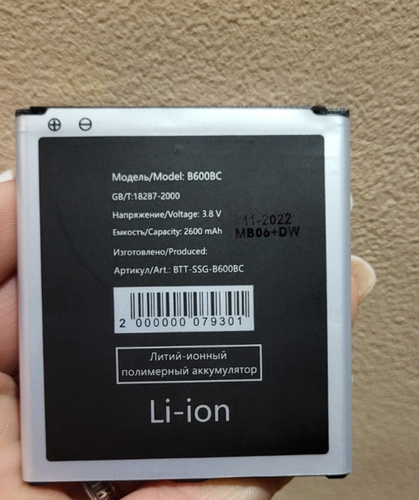 ⊕ ⊖
Модель/Model: B600BC
GB/T:18287-2000
Напряжение/Voltage: 3.8 V
Емкость/Capacity: 2600 mAh
11-2022
MB06+DW
Изготовлено/Produced:
Артикул/Art.: BTT-SSG-B600BC
2 000000 079301
Литий-ионный
полимерный аккумулятор
Li-ion